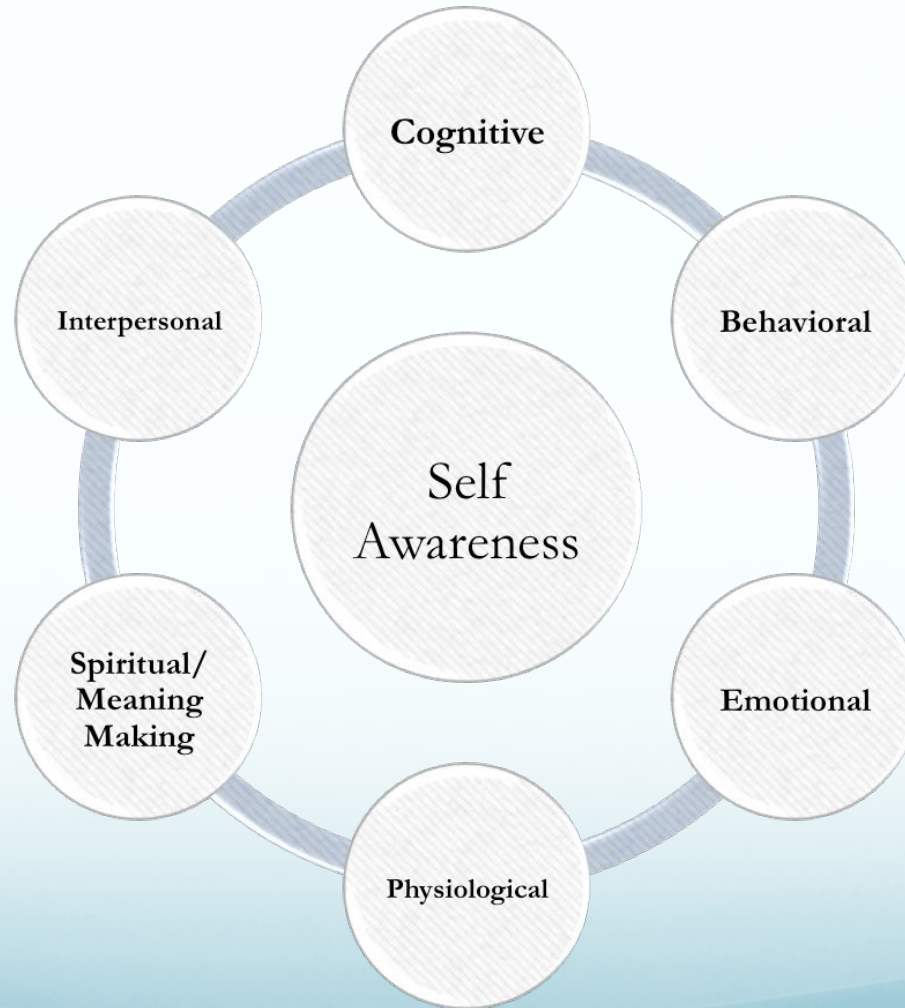 Cognitive
Behavioral
Emotional
Physiological
Spiritual/
Meaning
Making
Interpersonal
Self
Awareness